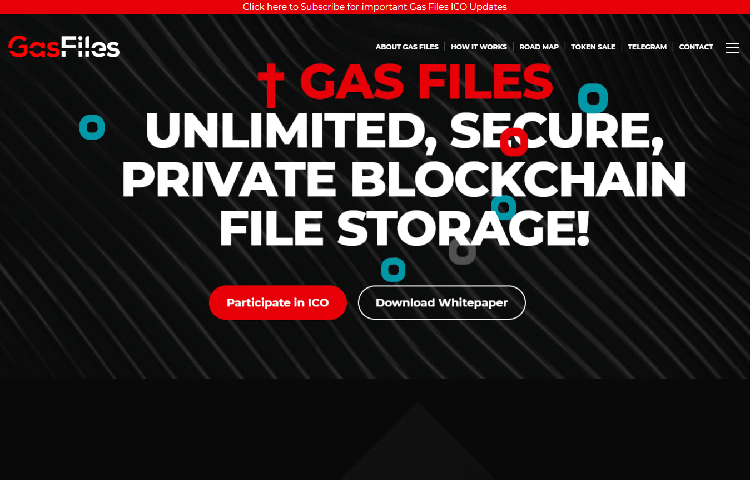 Click here to Subscribe for important Gas Files ICO Updates
GasFiles
ABOUT GAS FILES HOW IT WORKS ROAD MAP TOKEN SALE TELEGRAM CONTACT
† GAS FILES
UNLIMITED, SECURE,
PRIVATE BLOCKCHAIN
FILE STORAGE!
Participate in ICO Download Whitepaper